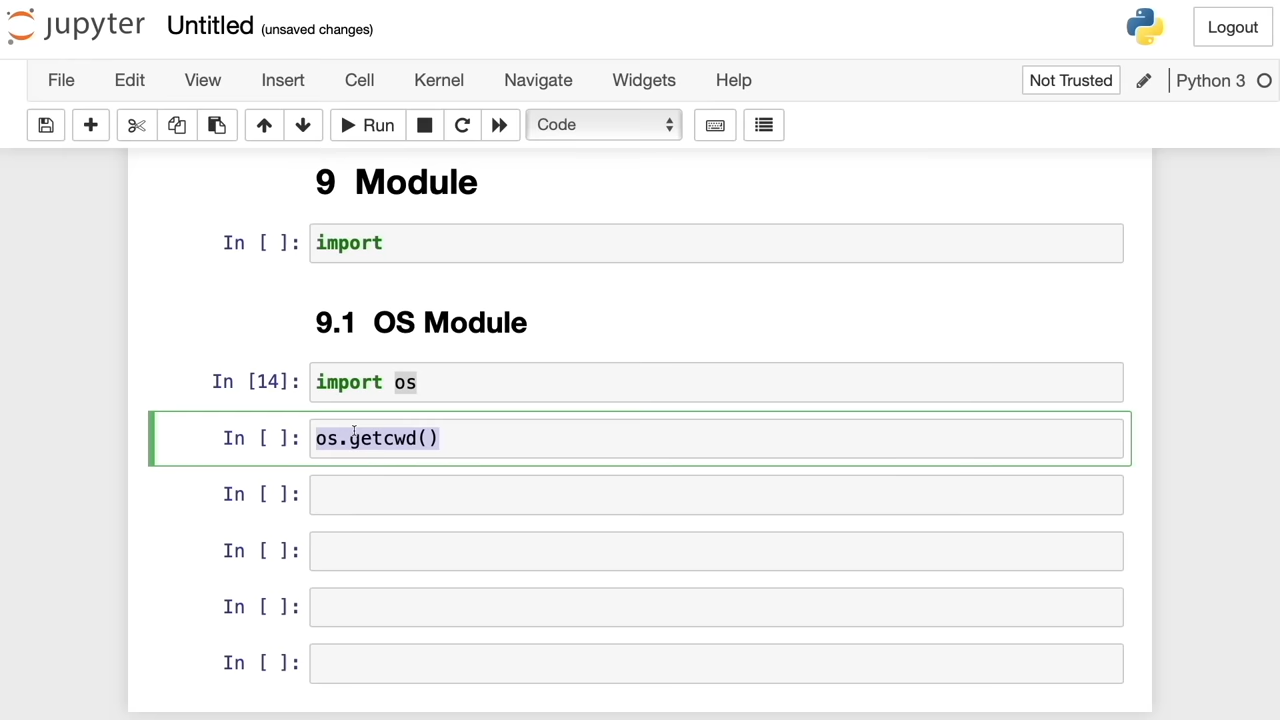 jupyter Untitled (unsaved changes) Logout
File Edit View Insert Cell Kernel Navigate Widgets Help Not Trusted Python 3
Run Code
9 Module
In [ ]: import
9.1 OS Module
In [14]: import os
In [ ]: os.getcwd()
In [ ]:
In [ ]:
In [ ]:
In [ ]: